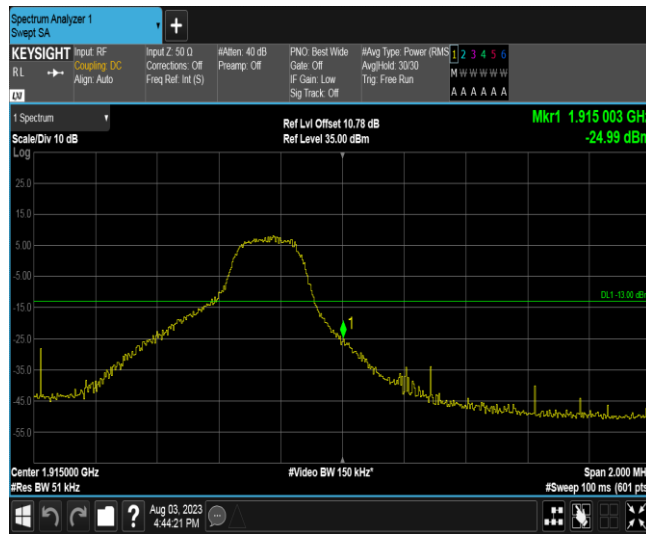 Spectrum Analyzer 1
Swept SA
KEYSIGHT Input: RF Input Z: 50 Ω #Atten: 40 dB PNO: Best Wide #Avg Type: Power (RMS 1 2 3 4 5 6
RL Coupling: DC Corrections: Off Preamp: Off Gate: Off Avg|Hold: 30/30 M W W W W W
Align: Auto Freq Ref: Int (S) IF Gain: Low Trig: Free Run
LXI Sig Track: Off A A A A A A
1 Spectrum Ref Lvl Offset 10.78 dB Mkr1 1.915 003 GHz
Scale/Div 10 dB Ref Level 35.00 dBm -24.99 dBm
Log
25.0
15.0
5.00
-5.00
DL1 -13.00 dBm
-15.0
1
-25.0
-35.0
-45.0
-55.0
Center 1.915000 GHz #Video BW 150 kHz* Span 2.000 MH
#Res BW 51 kHz #Sweep 100 ms (601 pts
? Aug 03, 2023
4:44:21 PM